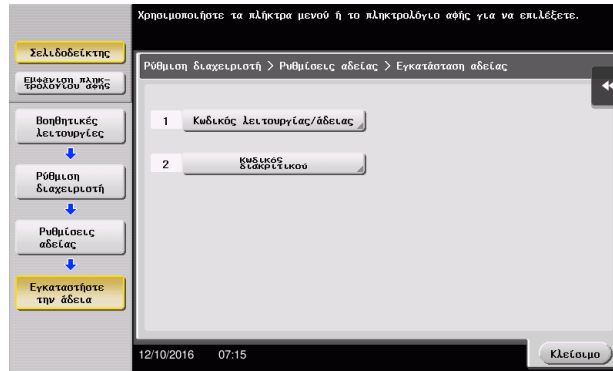 Χρησιμοποιήστε τα πλήκτρα μενού ή το πληκτρολόγιο αφής για να επιλέξετε.
Σελιδοδείκτης
Εμφάνιση πληκ-
τρολογίου αφής
Βοηθητικές
λειτουργίες
Ρύθμιση
διαχειριστή
Ρυθμίσεις
αδείας
Εγκαταστήστε
την άδεια
Ρύθμιση διαχειριστή > Ρυθμίσεις αδείας > Εγκατάσταση αδείας
1 Κωδικός λειτουργίας/άδειας
2 Κωδικός
διακριτικού
12/10/2016 07:15
Κλείσιμο